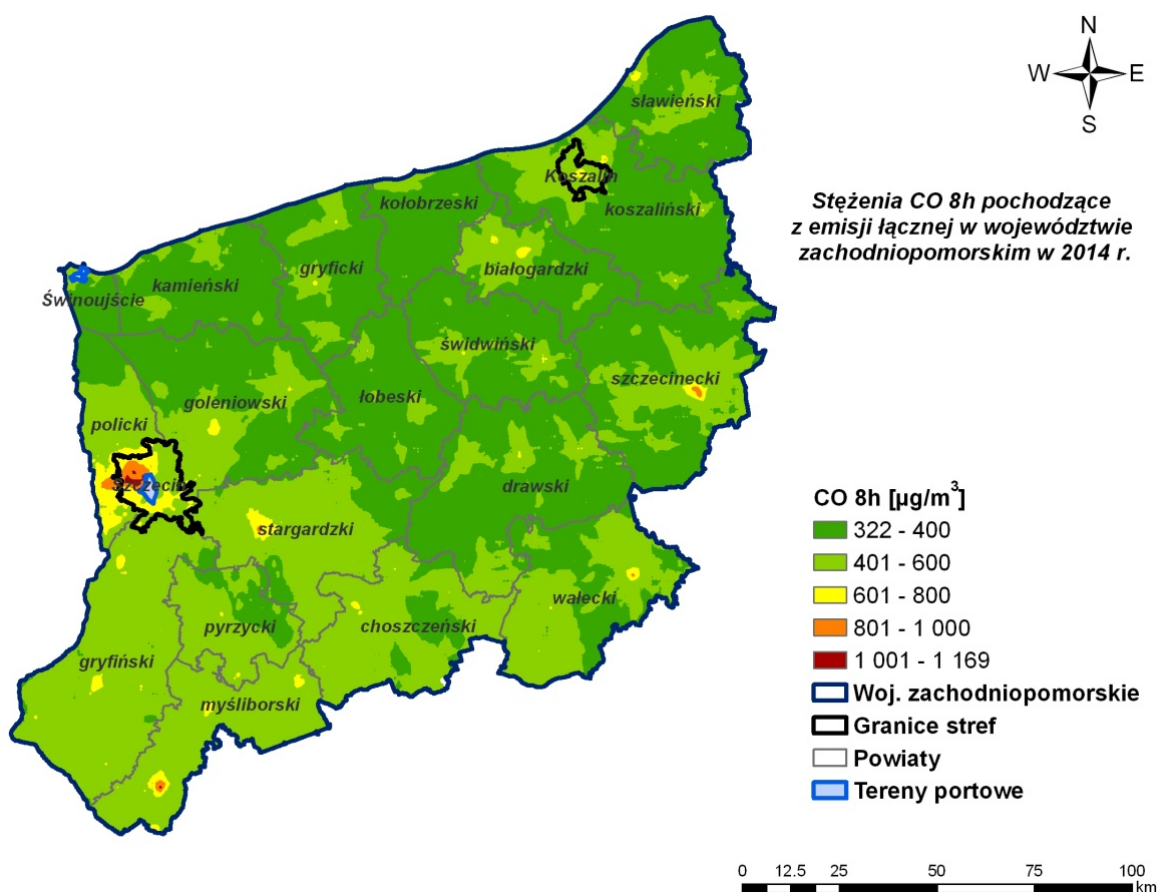 N
W E
S
Stężenia CO 8h pochodzące
z emisji łącznej w województwie
zachodniopomorskim w 2014 r.
sławieński
Koszalin
kołobrzeski
koszaliński
gryficki
białogardzki
kamieński
Świnoujście
świdwiński
szczecinecki
łobeski
goleniowski
policki
Szczecin
drawski
stargardzki
wałecki
pyrzycki
choszczeński
gryfiński
myśliborski
CO 8h [µg/m³]
322 - 400
401 - 600
601 - 800
801 - 1 000
1 001 - 1 169
Woj. zachodniopomorskie
Granice stref
Powiaty
Tereny portowe
0 12.5 25 50 75 100
km